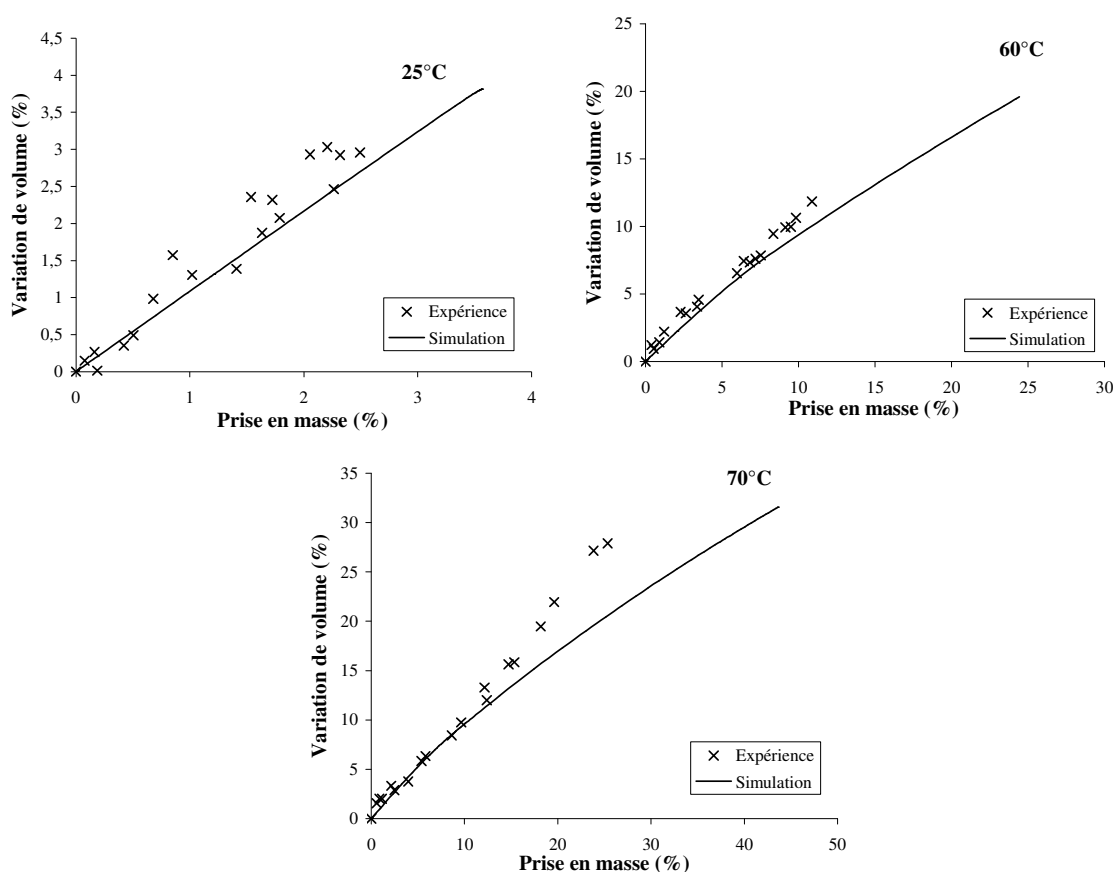 25°C
Variation de volume (%)
4,5
4
3,5
3
2,5
2
1,5
1
0,5
0
0 1 2 3 4
Prise en masse (%)
Expérience
Simulation
60°C
Variation de volume (%)
25
20
15
10
5
0
0 5 10 15 20 25 30
Prise en masse (%)
Expérience
Simulation
70°C
Variation de volume (%)
35
30
25
20
15
10
5
0
0 10 20 30 40 50
Prise en masse (%)
Expérience
Simulation